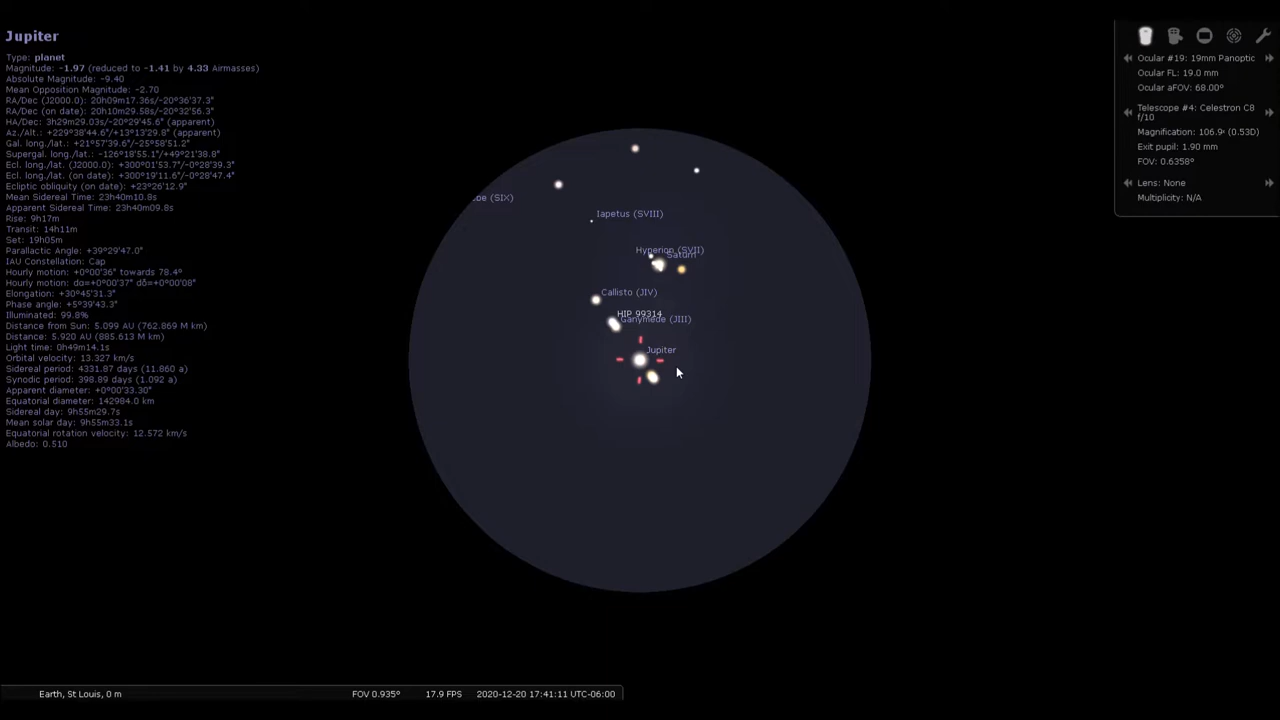 Jupiter
Type: planet
Magnitude: -1.97 (reduced to -1.41 by 4.33 Airmasses)
Absolute Magnitude: -9.40
Mean Opposition Magnitude: -2.70
RA/Dec (J2000.0): 20h09m17.36s/-20°36'37.3"
RA/Dec (on date): 20h10m29.58s/-20°32'56.3"
HA/Dec: 3h29m29.03s/-20°29'45.6" (apparent)
Az./Alt.: +229°38'44.6"/+13°13'29.8" (apparent)
Gal. long./lat.: +21°57'39.6"/-25°58'51.2"
Supergal. long./lat.: -126°18'55.1"/+49°21'38.8"
Ecl. long./lat. (J2000.0): +300°01'53.7"/-0°28'39.3"
Ecl. long./lat. (on date): +300°19'11.6"/-0°28'47.4"
Ecliptic obliquity (on date): +23°26'12.9"
Mean Sidereal Time: 23h40m10.8s
Apparent Sidereal Time: 23h40m09.8s
Rise: 9h17m
Transit: 14h11m
Set: 19h05m
Parallactic Angle: +39°29'47.0"
IAU Constellation: Cap
Hourly motion: +0°00'36" towards 78.4°
Hourly motion: dα=+0°00'37" dδ=+0°00'08"
Elongation: +30°45'31.3"
Phase angle: +5°39'43.3"
Illuminated: 99.8%
Distance from Sun: 5.099 AU (762.869 M km)
Distance: 5.920 AU (885.613 M km)
Light time: 0h49m14.1s
Orbital velocity: 13.327 km/s
Sidereal period: 4331.87 days (11.860 a)
Synodic period: 398.89 days (1.092 a)
Apparent diameter: +0°00'33.30"
Equatorial diameter: 142984.0 km
Sidereal day: 9h55m29.7s
Mean solar day: 9h55m33.1s
Equatorial rotation velocity: 12.572 km/s
Albedo: 0.510
be (SIX)
Iapetus (SVIII)
Hyperion (SVII)
Saturn
Callisto (JIV)
HIP 99314
Ganymede (JIII)
Jupiter
Ocular #19: 19mm Panoptic
Ocular FL: 19.0 mm
Ocular aFOV: 68.00°
Telescope #4: Celestron C8
f/10
Magnification: 106.9× (0.53D)
Exit pupil: 1.90 mm
FOV: 0.6358°
Lens: None
Multiplicity: N/A
Earth, St Louis, 0 m FOV 0.935° 17.9 FPS 2020-12-20 17:41:11 UTC-06:00